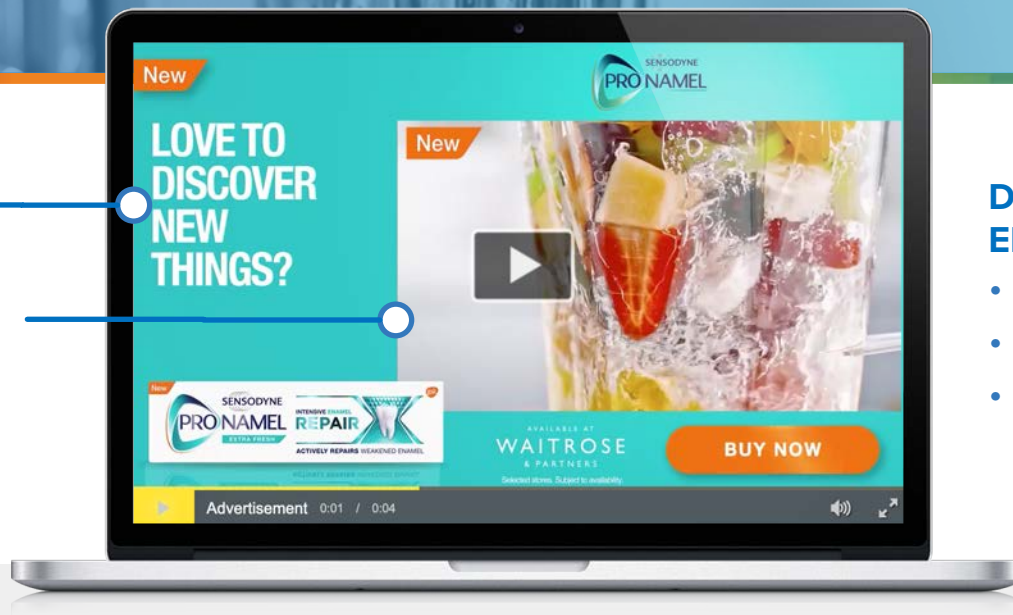 New
SENSODYNE
PRONAMEL
LOVE TO
DISCOVER
NEW
THINGS?
New
New
SENSODYNE
PRONAMEL
EXTRA FRESH
INTENSIVE ENAMEL
REPAIR
ACTIVELY REPAIRS WEAKENED ENAMEL
AVAILABLE AT
WAITROSE
& PARTNERS
Selected stores. Subject to availability.
BUY NOW
Advertisement 0:01 / 0:04